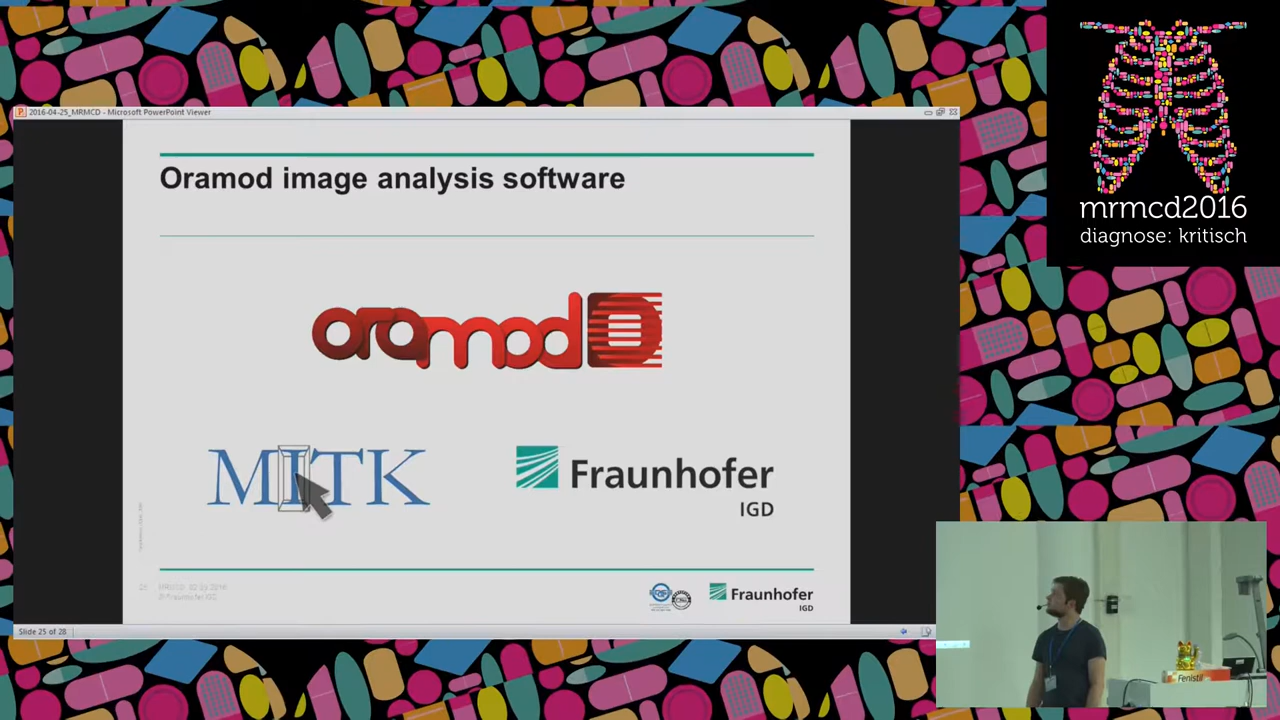 2016-04-25_MRMCD - Microsoft PowerPoint Viewer
Oramod image analysis software
oramod
MITK
Fraunhofer
IGD
Fraunhofer
IGD
Slide 25 of 28
mrmcd2016
diagnose: kritisch
Fenistil